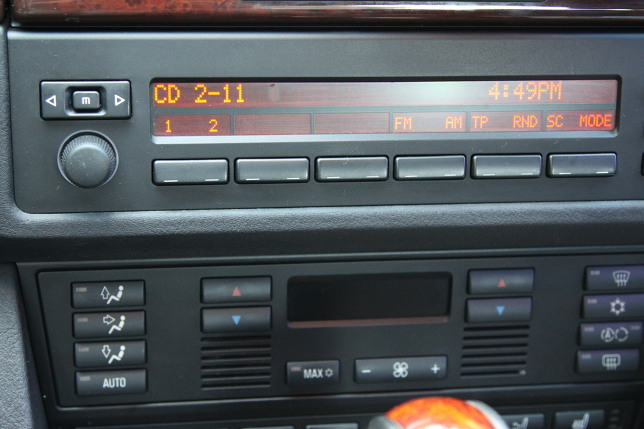 CD 2-11 4:49PM
m
1 2 FM AM TP RND SC MODE
MAX
- +
AUTO
A